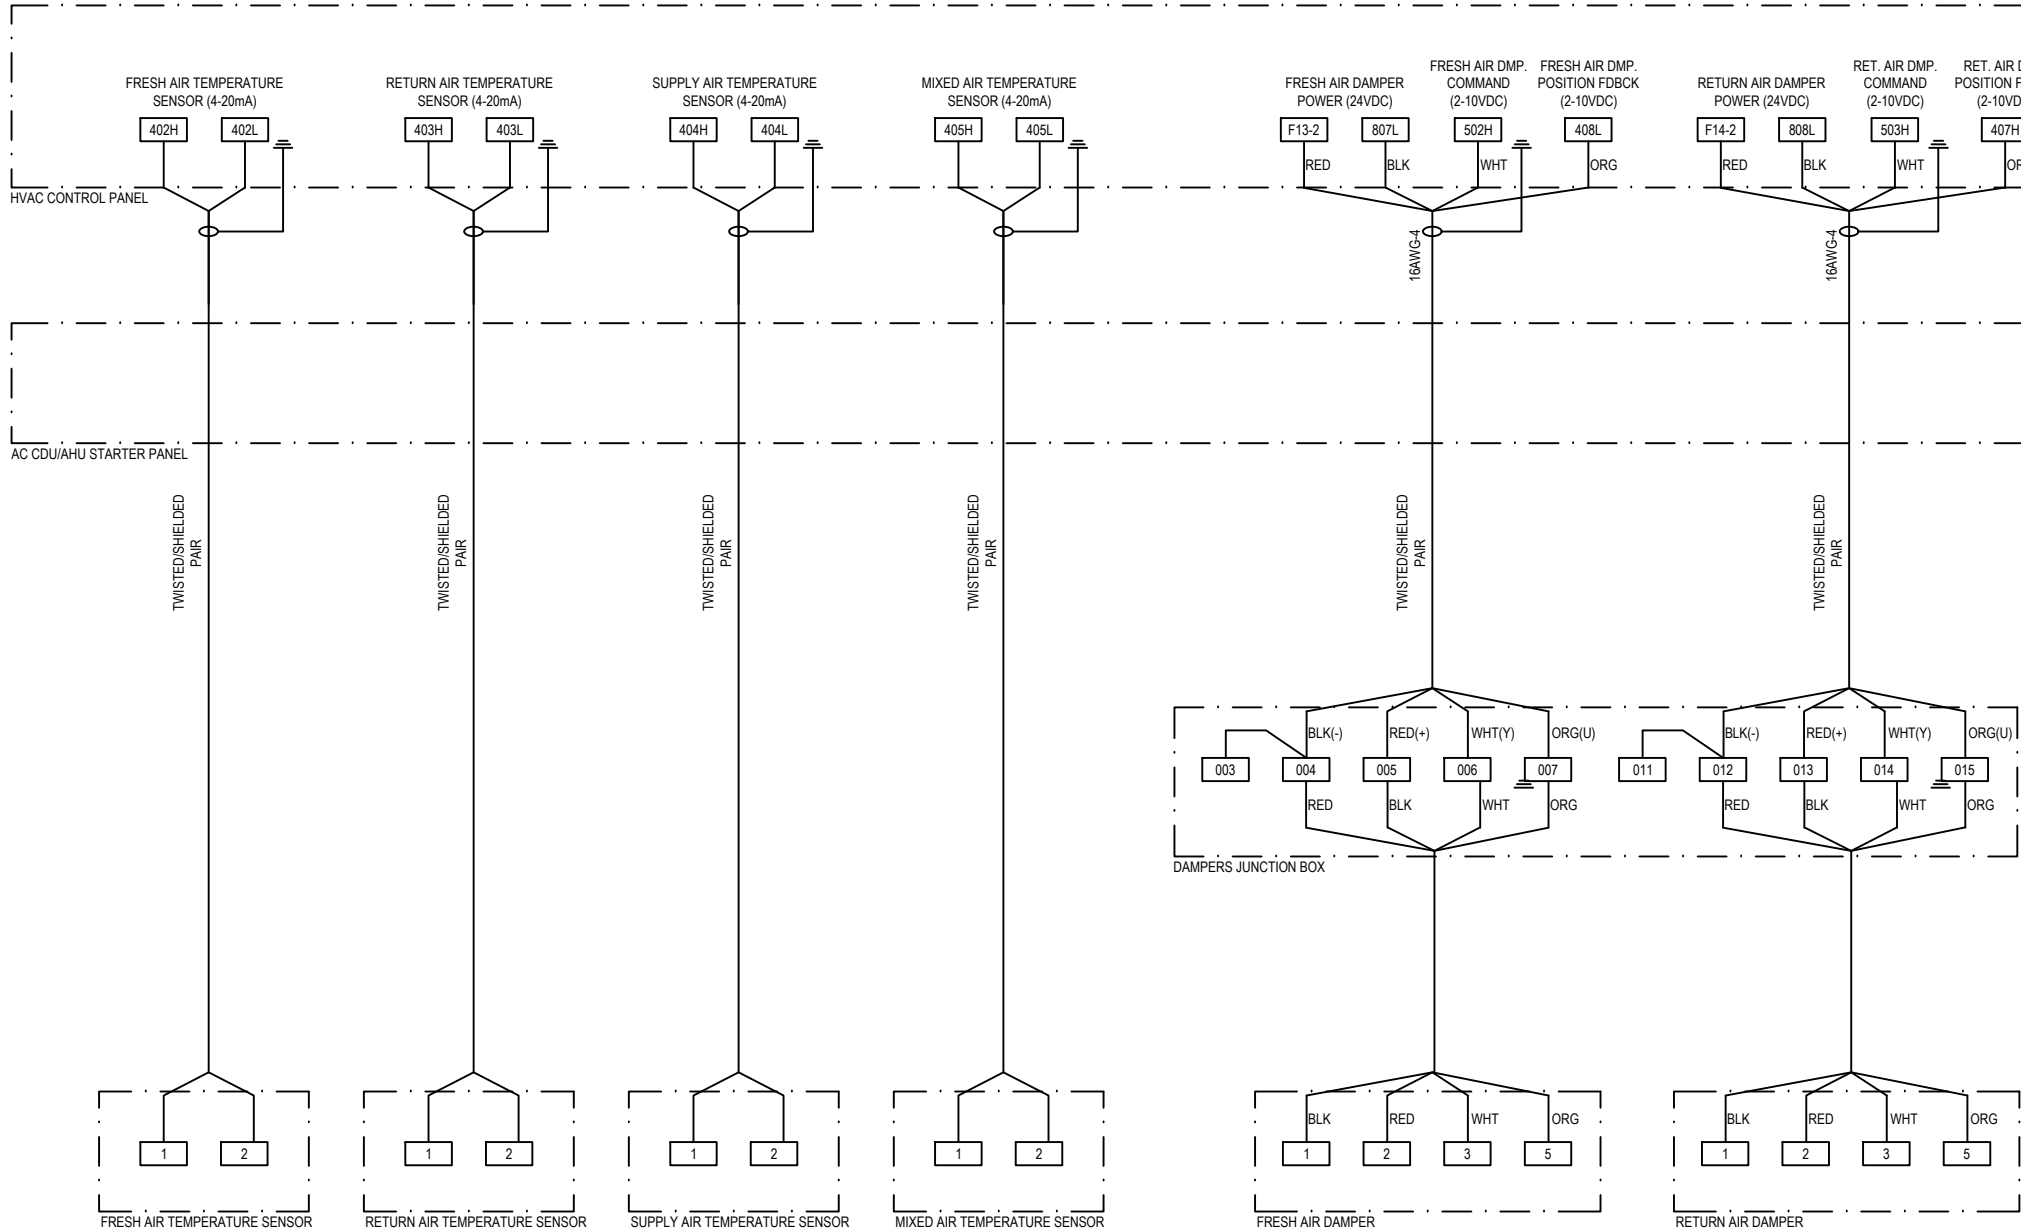 FRESH AIR TEMPERATURE
SENSOR (4-20mA)
RETURN AIR TEMPERATURE
SENSOR (4-20mA)
SUPPLY AIR TEMPERATURE
SENSOR (4-20mA)
MIXED AIR TEMPERATURE
SENSOR (4-20mA)
FRESH AIR DAMPER
POWER (24VDC)
FRESH AIR DMP.
COMMAND
(2-10VDC)
FRESH AIR DMP.
POSITION FDBCK
(2-10VDC)
RETURN AIR DAMPER
POWER (24VDC)
RET. AIR DMP.
COMMAND
(2-10VDC)
RET. AIR
POSITION
(2-10VD
402H
402L
403H
403L
404H
404L
405H
405L
F13-2
807L
502H
408L
F14-2
808L
503H
407H
RED
BLK
WHT
ORG
RED
BLK
WHT
HVAC CONTROL PANEL
16AWG-4
16AWG-4
AC CDU/AHU STARTER PANEL
TWISTED/SHIELDED
PAIR
TWISTED/SHIELDED
PAIR
TWISTED/SHIELDED
PAIR
TWISTED/SHIELDED
PAIR
TWISTED/SHIELDED
PAIR
TWISTED/SHIELDED
PAIR
BLK(-)
RED(+)
WHT(Y)
ORG(U)
BLK(-)
RED(+)
WHT(Y)
ORG(U)
003
004
005
006
007
011
012
013
014
015
RED
BLK
WHT
ORG
RED
BLK
WHT
ORG
DAMPERS JUNCTION BOX
BLK
RED
WHT
ORG
BLK
RED
WHT
ORG
1
2
1
2
1
2
1
2
1
2
3
5
1
2
3
5
FRESH AIR TEMPERATURE SENSOR
RETURN AIR TEMPERATURE SENSOR
SUPPLY AIR TEMPERATURE SENSOR
MIXED AIR TEMPERATURE SENSOR
FRESH AIR DAMPER
RETURN AIR DAMPER